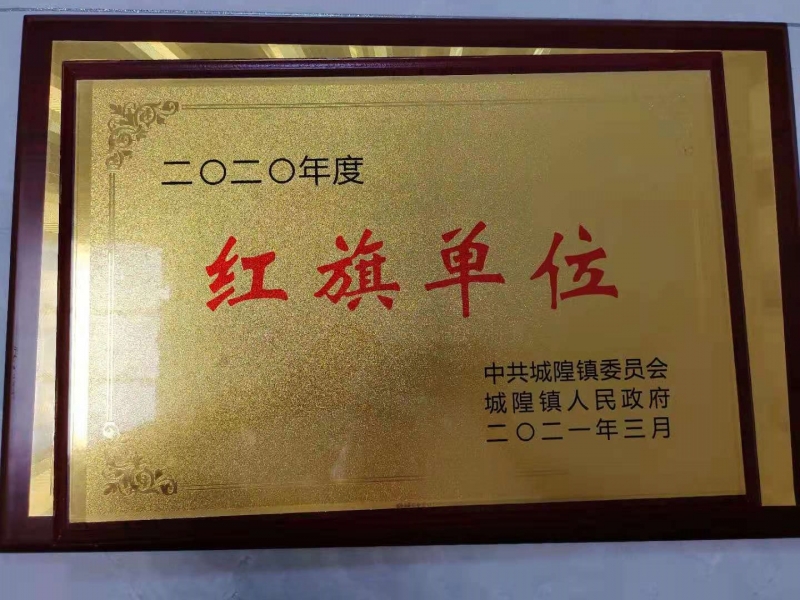 二〇二〇年度
红旗单位
中共城隍镇委员会
城隍镇人民政府
二〇二一年三月